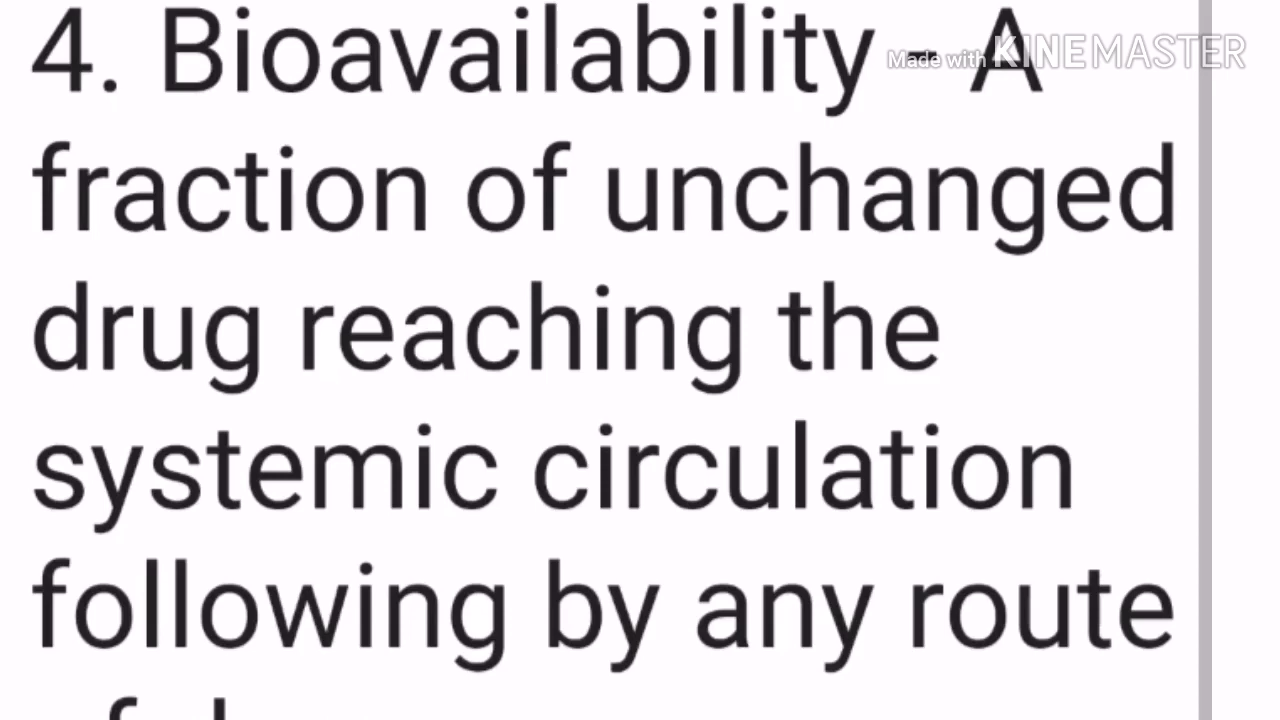 4. Bioavailability - A
Made with KINEMASTER
fraction of unchanged
drug reaching the
systemic circulation
following by any route